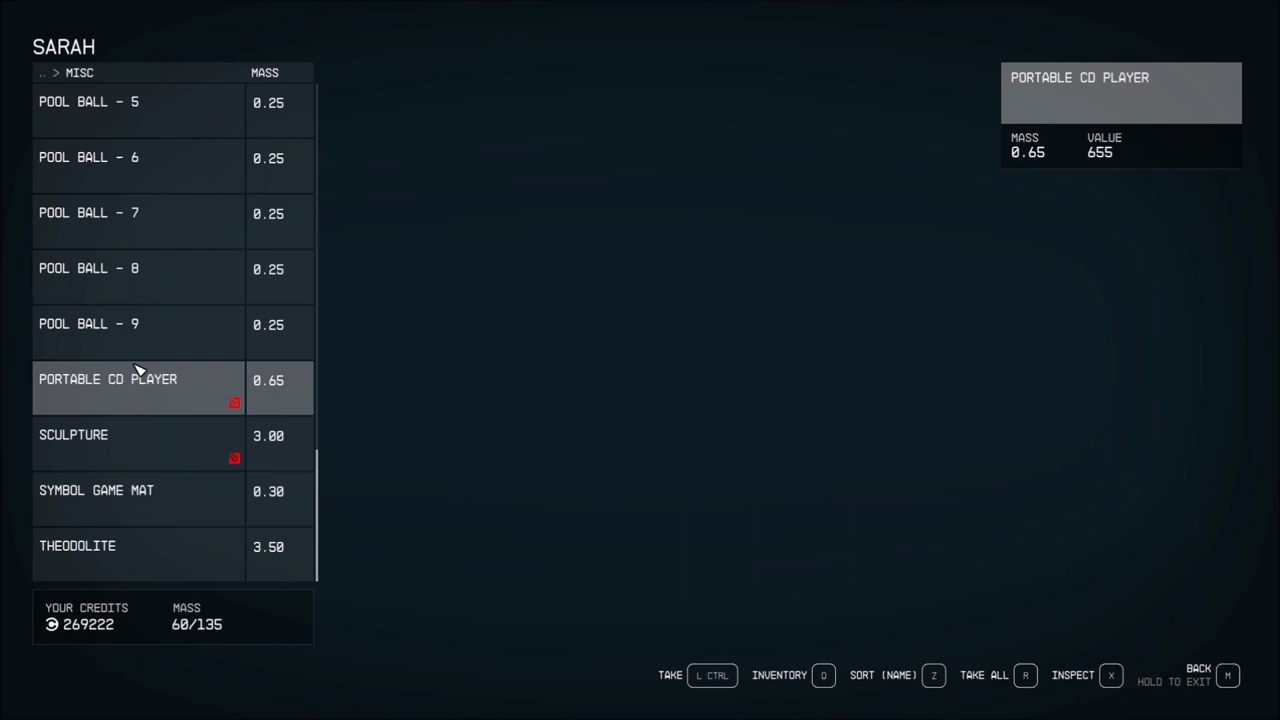 SARAH
.. > MISC MASS
POOL BALL - 5 0.25
POOL BALL - 6 0.25
POOL BALL - 7 0.25
POOL BALL - 8 0.25
POOL BALL - 9 0.25
PORTABLE CD PLAYER 0.65
SCULPTURE 3.00
SYMBOL GAME MAT 0.30
THEODOLITE 3.50
YOUR CREDITS MASS
269222 60/135
PORTABLE CD PLAYER
MASS VALUE
0.65 655
TAKE L CTRL INVENTORY Q SORT (NAME) Z TAKE ALL R INSPECT X BACK M
HOLD TO EXIT